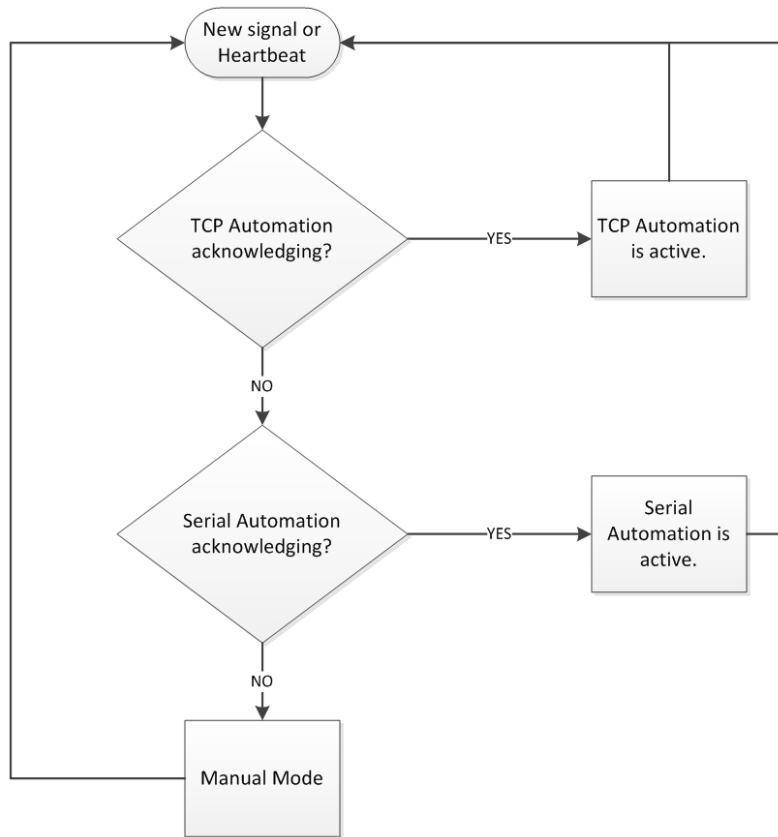 New signal or
Heartbeat
TCP Automation
acknowledging?
YES
TCP Automation
is active.
NO
Serial Automation
acknowledging?
YES
Serial
Automation is
active.
NO
Manual Mode